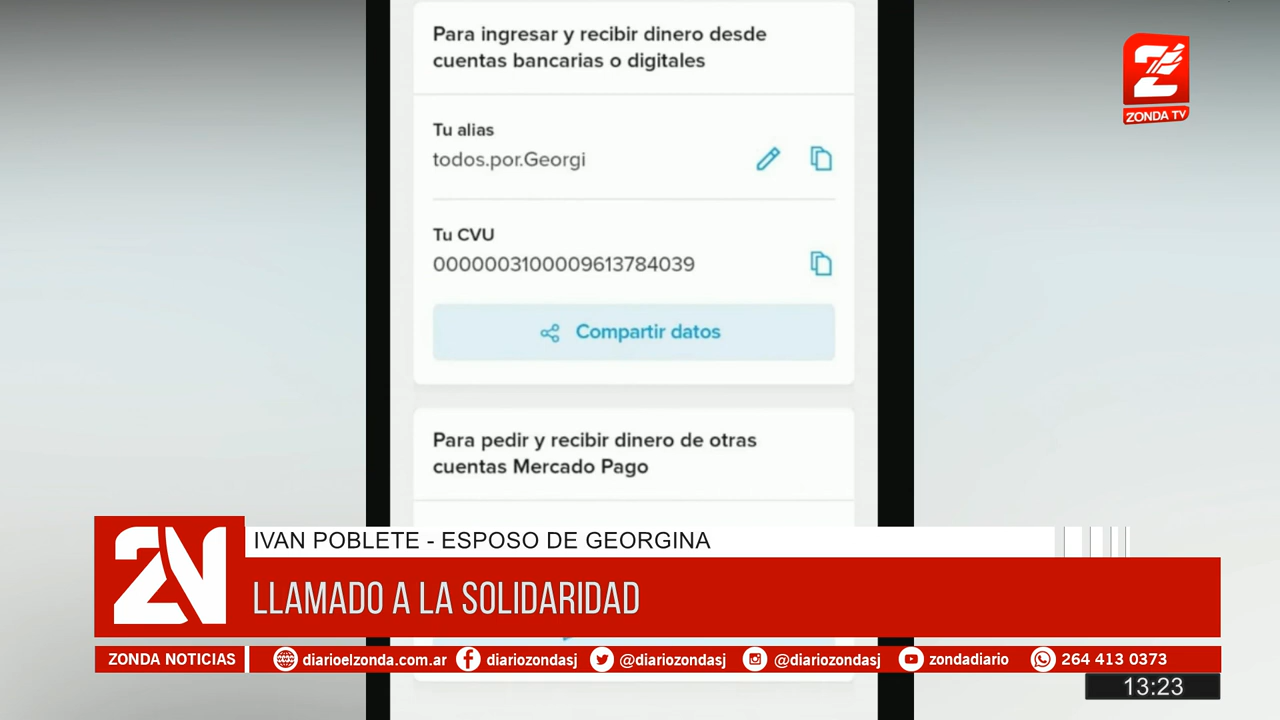 Para ingresar y recibir dinero desde
cuentas bancarias o digitales
ZONDA TV
Tu alias
todos.por.Georgi
Tu CVU
0000003100009613784039
Compartir datos
Para pedir y recibir dinero de otras
cuentas Mercado Pago
ZN
IVAN POBLETE - ESPOSO DE GEORGINA
LLAMADO A LA SOLIDARIDAD
ZONDA NOTICIAS diarioelzonda.com.ar diariozondasj @diariozondasj @diariozondasj zondadiario 264 413 0373
13:23